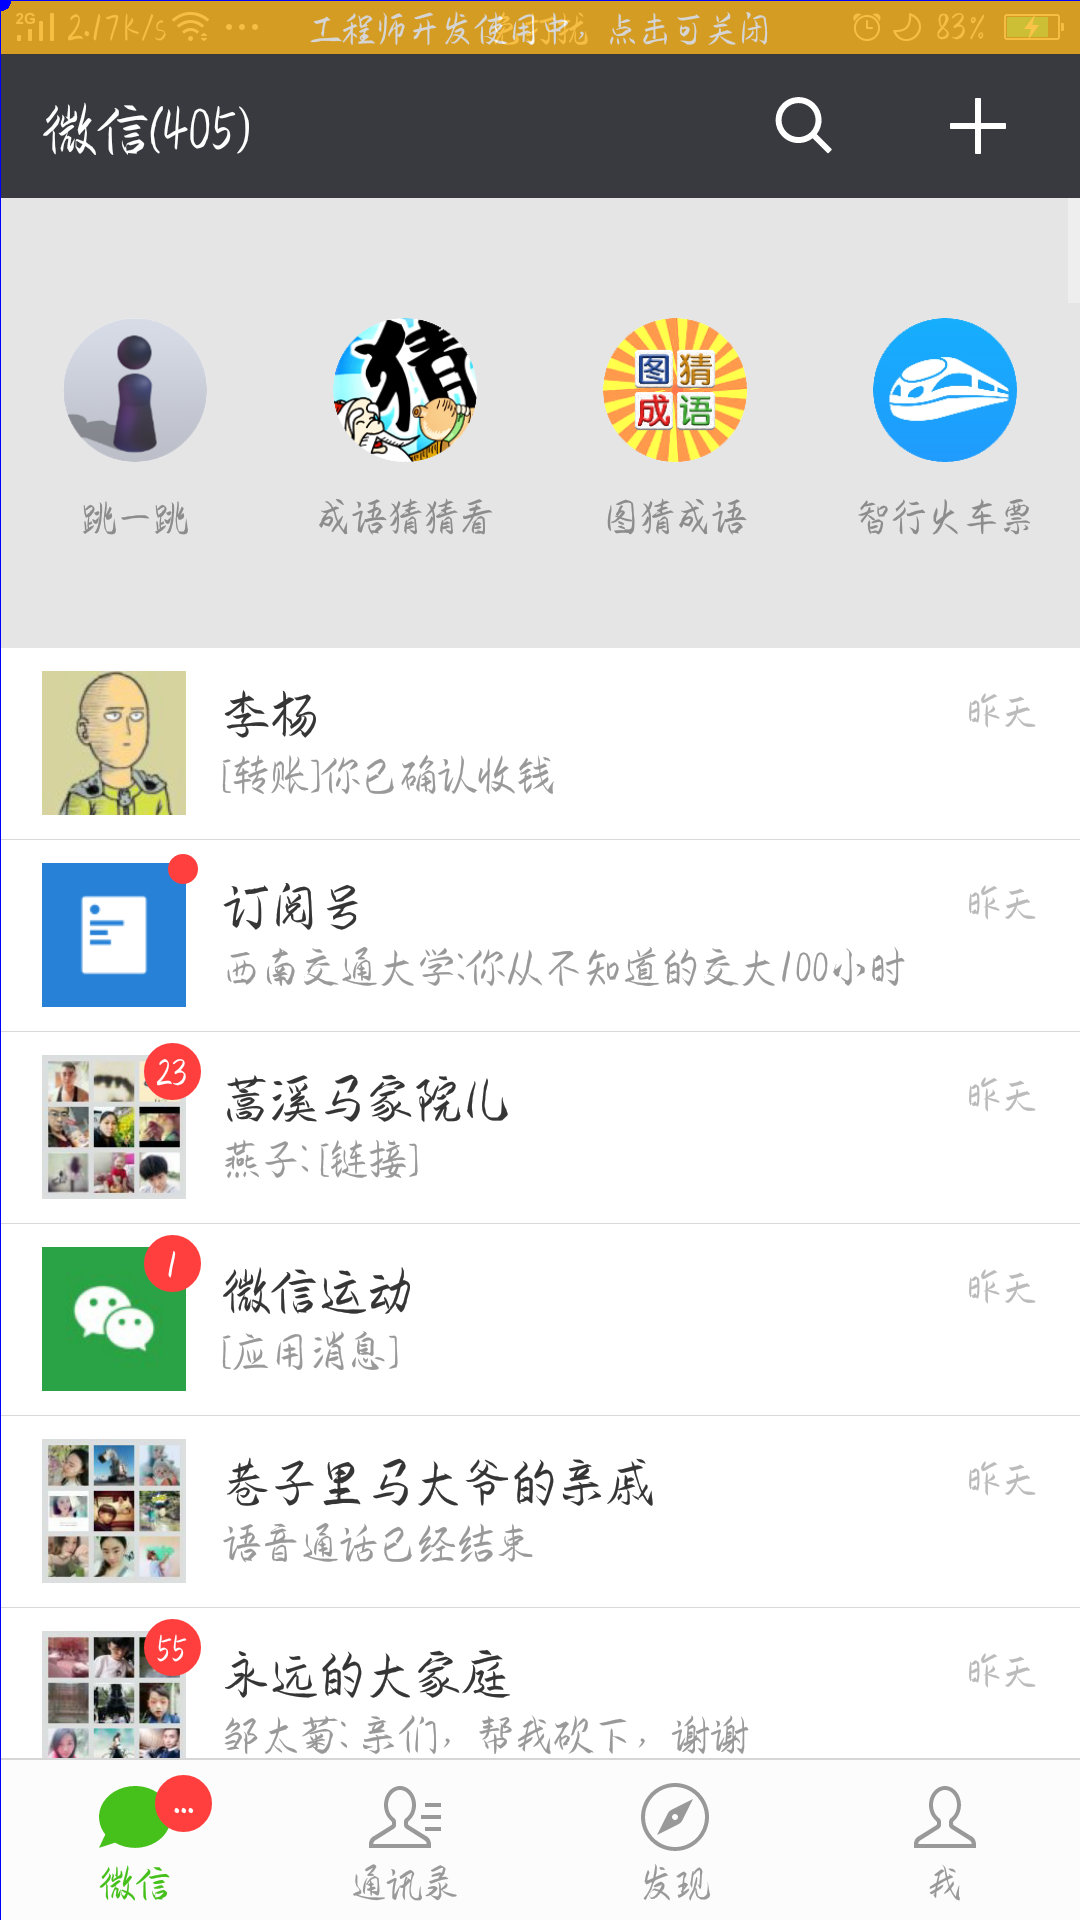 2G 2.17K/s ... 工程师开发使用中，点击可关闭 83%
微信(405)
猜
图猜
成语
跳一跳 成语猜猜看 图猜成语 智行火车票
李杨 昨天
[转账]你已确认收钱
订阅号 昨天
西南交通大学:你从不知道的交大100小时
23
蒿溪马家院儿 昨天
燕子: [链接]
1
微信运动 昨天
[应用消息]
巷子里马大爷的亲戚 昨天
语音通话已经结束
55
永远的大家庭 昨天
邹太菊: 亲们，帮我砍下，谢谢
...
微信 通讯录 发现 我